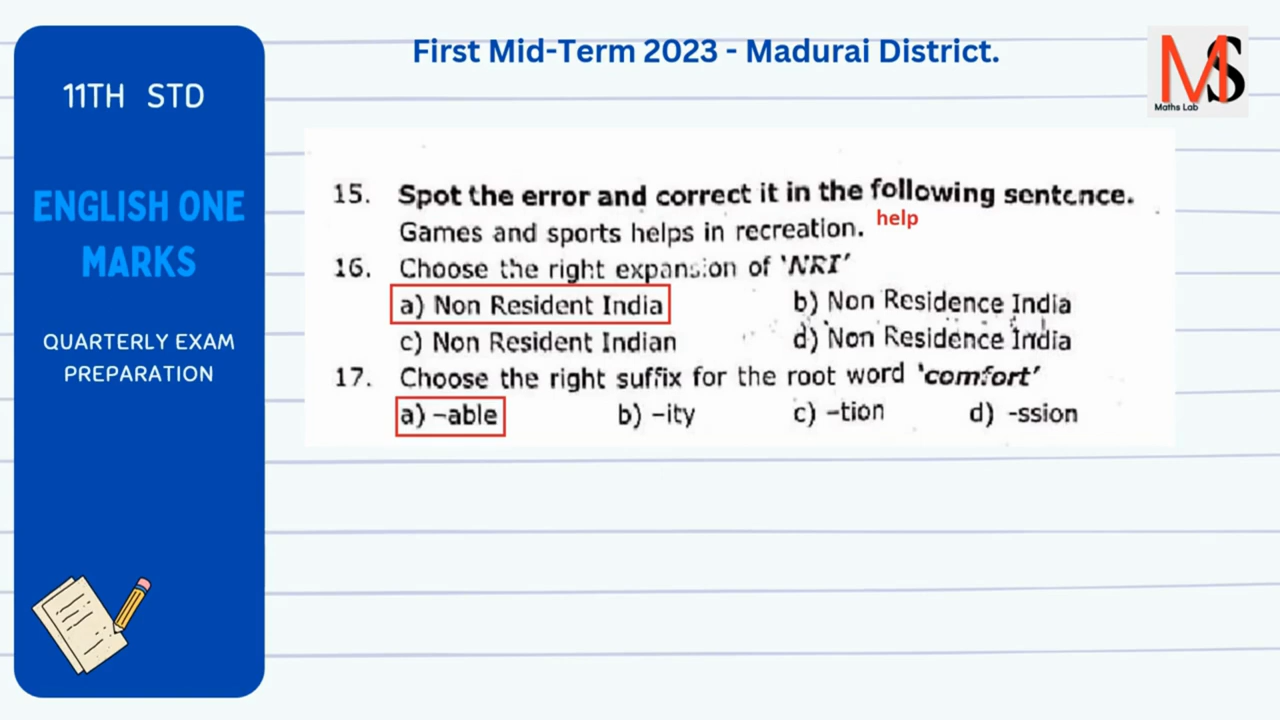 First Mid-Term 2023 - Madurai District.
MS
Maths Lab
11TH STD
ENGLISH ONE
MARKS
QUARTERLY EXAM
PREPARATION
15. Spot the error and correct it in the following sentence.
help
Games and sports helps in recreation.
16. Choose the right expansion of 'NRI'
a) Non Resident India b) Non Residence India
c) Non Resident Indian d) Non Residence India
17. Choose the right suffix for the root word 'comfort'
a) -able b) -ity c) -tion d) -ssion